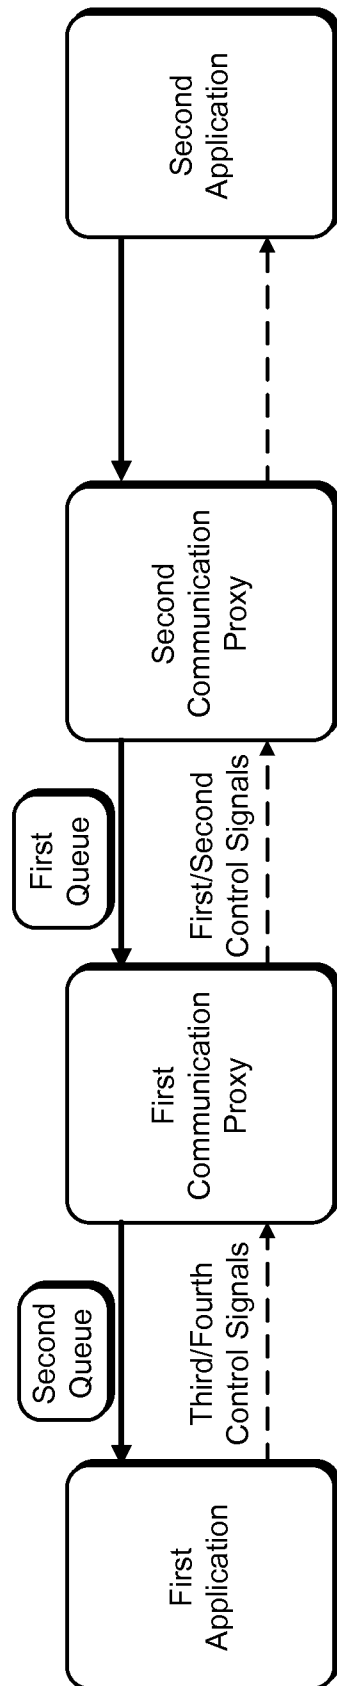 First
Application
Second
Queue
Third/Fourth
Control Signals
First
Communication
Proxy
First
Queue
First/Second
Control Signals
Second
Communication
Proxy
Second
Application